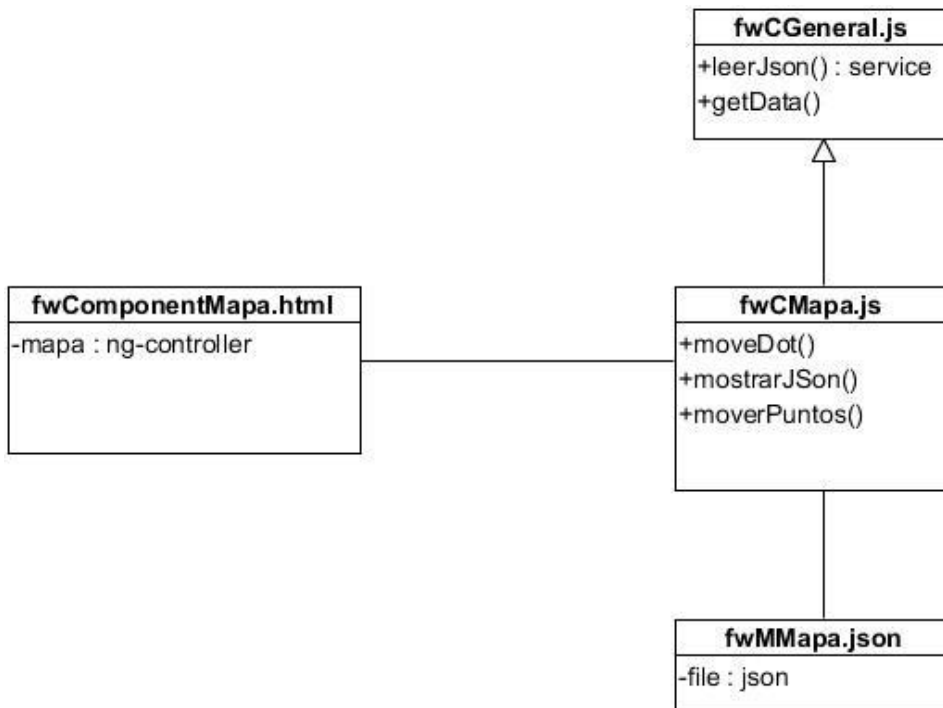 fwCGeneral.js
+leerJson() : service
+getData()
fwComponentMapa.html
-mapa : ng-controller
fwCMapa.js
+moveDot()
+mostrarJSon()
+moverPuntos()
fwMMapa.json
-file : json